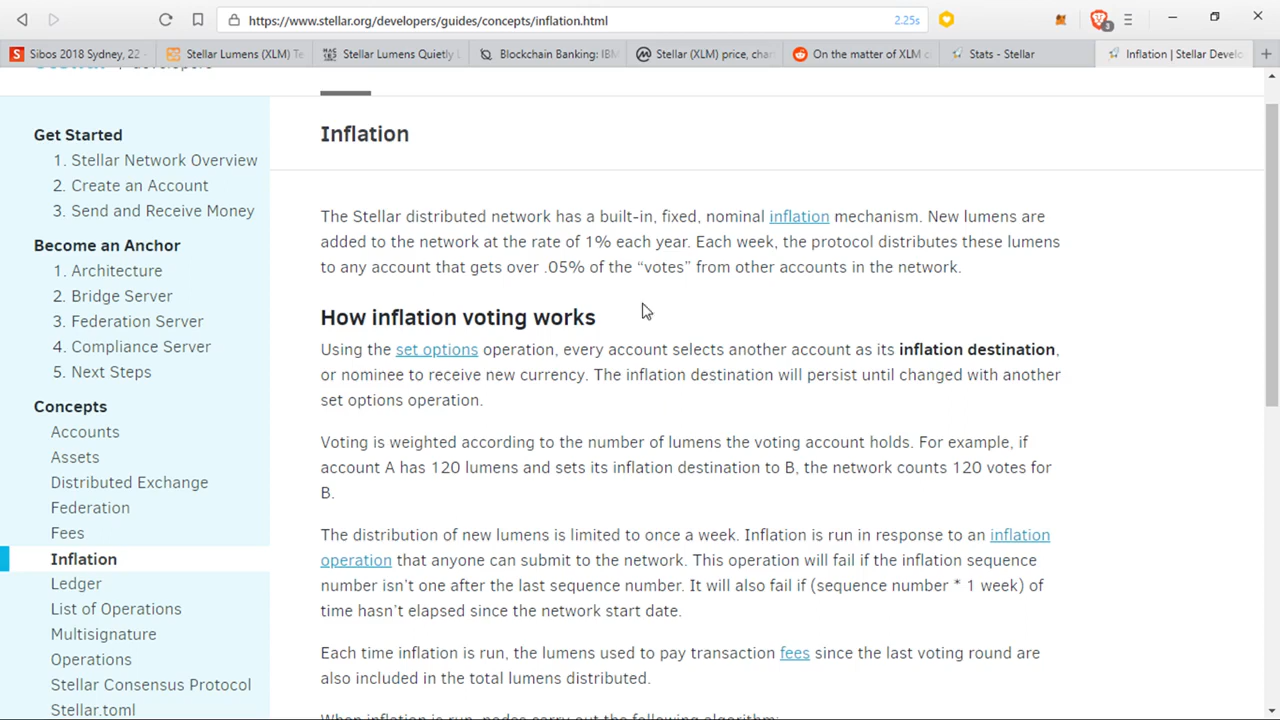 https://www.stellar.org/developers/guides/concepts/inflation.html
2.25s
3
Sibos 2018 Sydney, 22 -
Stellar Lumens (XLM) Te
Stellar Lumens Quietly
Blockchain Banking: IBM
Stellar (XLM) price, char
On the matter of XLM c
Stats - Stellar
Inflation | Stellar Develo
Get Started
1. Stellar Network Overview
2. Create an Account
3. Send and Receive Money
Become an Anchor
1. Architecture
2. Bridge Server
3. Federation Server
4. Compliance Server
5. Next Steps
Concepts
Accounts
Assets
Distributed Exchange
Federation
Fees
Inflation
Ledger
List of Operations
Multisignature
Operations
Stellar Consensus Protocol
Stellar.toml
Inflation
The Stellar distributed network has a built-in, fixed, nominal inflation mechanism. New lumens are
added to the network at the rate of 1% each year. Each week, the protocol distributes these lumens
to any account that gets over .05% of the “votes” from other accounts in the network.
How inflation voting works
Using the set options operation, every account selects another account as its inflation destination,
or nominee to receive new currency. The inflation destination will persist until changed with another
set options operation.
Voting is weighted according to the number of lumens the voting account holds. For example, if
account A has 120 lumens and sets its inflation destination to B, the network counts 120 votes for
B.
The distribution of new lumens is limited to once a week. Inflation is run in response to an inflation
operation that anyone can submit to the network. This operation will fail if the inflation sequence
number isn’t one after the last sequence number. It will also fail if (sequence number * 1 week) of
time hasn’t elapsed since the network start date.
Each time inflation is run, the lumens used to pay transaction fees since the last voting round are
also included in the total lumens distributed.
When inflation is run, nodes carry out the following algorithm: